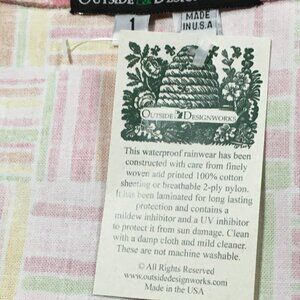 OUTSIDE DESIGN
1
MADE
IN U.S.A
OUTSIDE DESIGNWORKS
This waterproof rainwear has been
constructed with care from finely
woven and printed 100% cotton
sheeting or breathable 2-ply nylon.
It has been laminated for long lasting
protection and contains a
mildew inhibitor and a UV inhibitor
to protect it from sun damage. Clean
with a damp cloth and mild cleaner.
These are not machine washable.
© All Rights Reserved
www.outsidedesignworks.com
Made in the USA